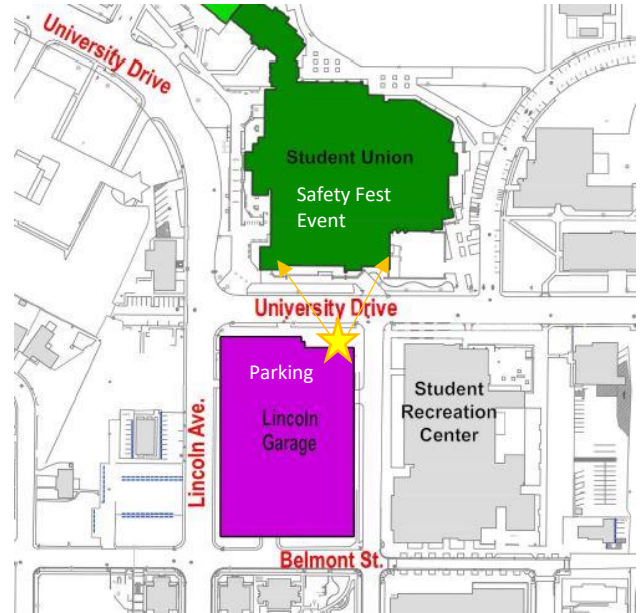 University Drive
Student Union
Safety Fest
Event
University Drive
Parking
Lincoln
Garage
Lincoln Ave.
Student
Recreation
Center
Belmont St.